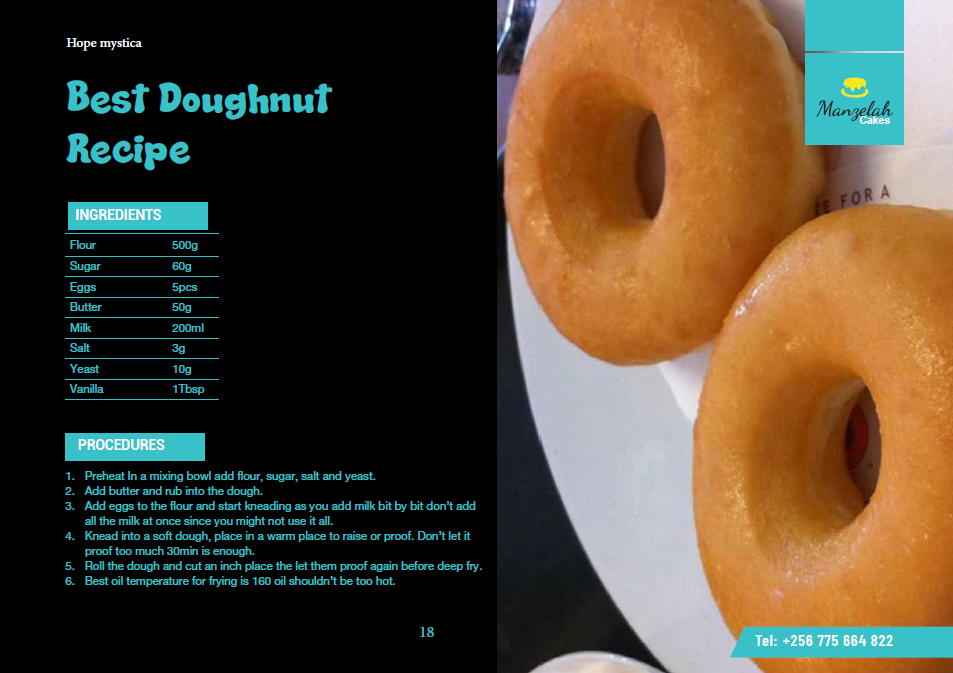 Hope mystica
Best Doughnut
Recipe
INGREDIENTS
Flour 500g
Sugar 60g
Eggs 5pcs
Butter 50g
Milk 200ml
Salt 3g
Yeast 10g
Vanilla 1Tbsp
PROCEDURES
1. Preheat In a mixing bowl add flour, sugar, salt and yeast.
2. Add butter and rub into the dough.
3. Add eggs to the flour and start kneading as you add milk bit by bit don’t add
all the milk at once since you might not use it all.
4. Knead into a soft dough, place in a warm place to raise or proof. Don’t let it
proof too much 30min is enough.
5. Roll the dough and cut an inch place the let them proof again before deep fry.
6. Best oil temperature for frying is 160 oil shouldn’t be too hot.
18
Manzelah
Cakes
FOR A
Tel: +256 775 664 822